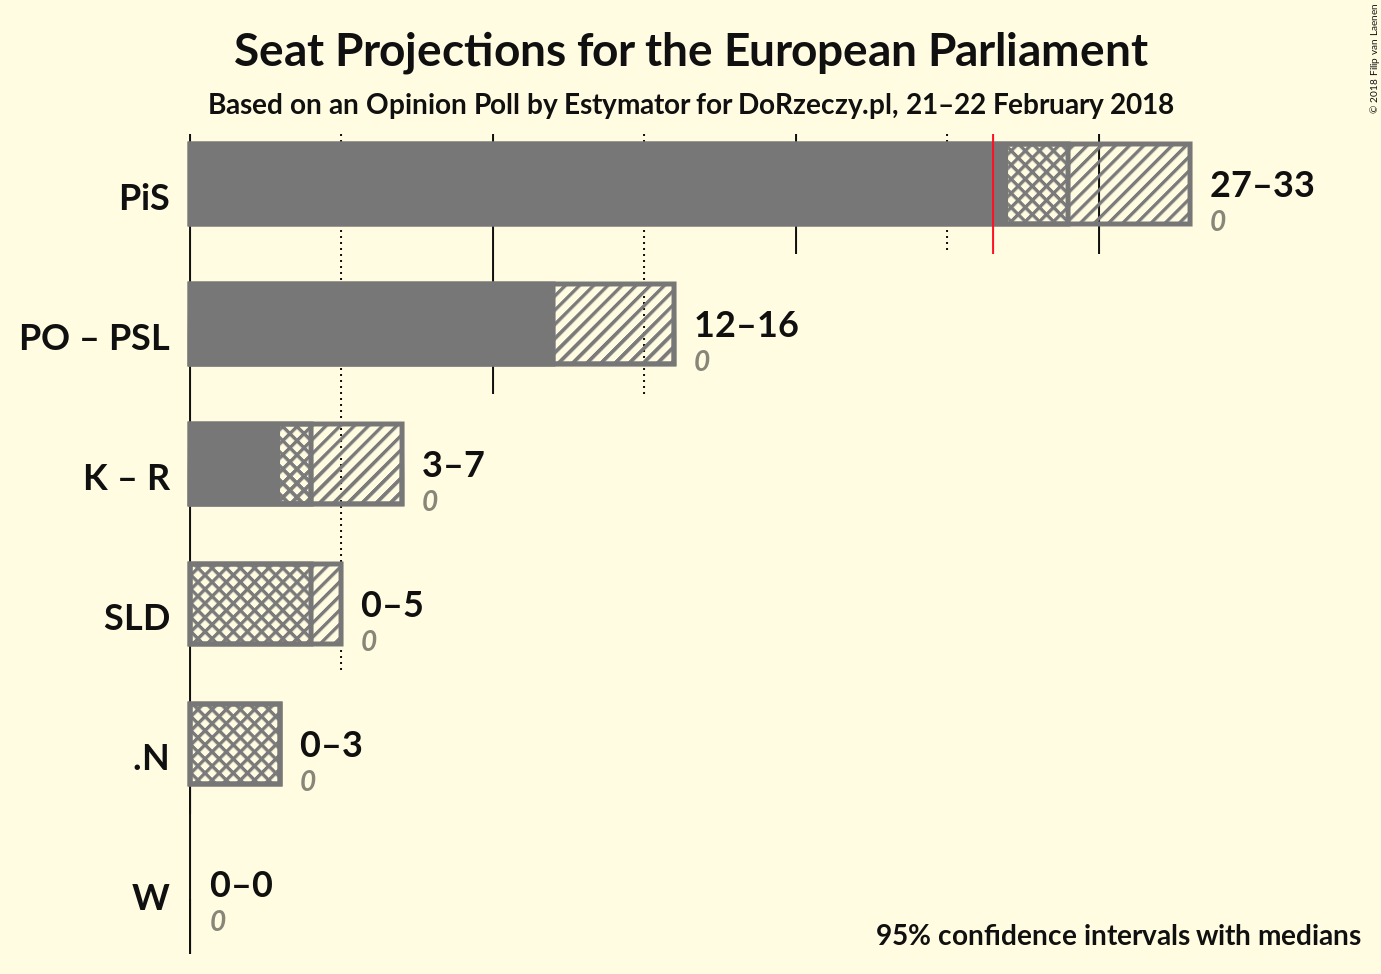 Seat Projections for the European Parliament
Based on an Opinion Poll by Estymator for DoRzeczy.pl, 21–22 February 2018
© 2018 Filip van Laenen
PiS
27–33
0
PO – PSL
12–16
0
K – R
3–7
0
SLD
0–5
0
.N
0–3
0
W
0–0
0
95% confidence intervals with medians